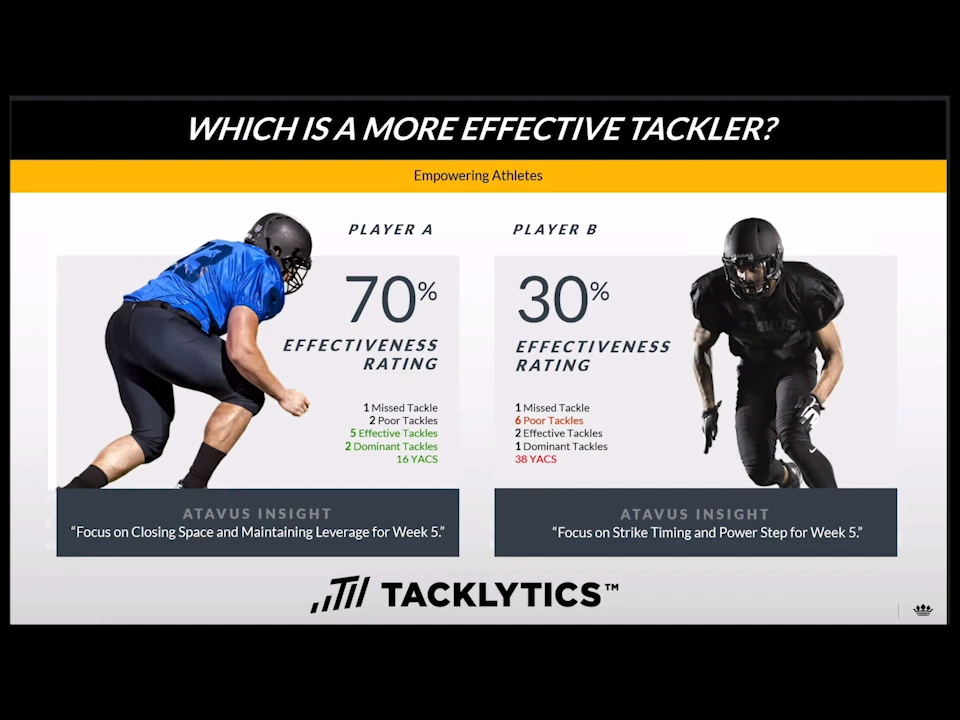 WHICH IS A MORE EFFECTIVE TACKLER?
Empowering Athletes
PLAYER A
70%
EFFECTIVENESS
RATING
1 Missed Tackle
2 Poor Tackles
5 Effective Tackles
2 Dominant Tackles
16 YACS
ATAVUS INSIGHT
“Focus on Closing Space and Maintaining Leverage for Week 5.”
PLAYER B
30%
EFFECTIVENESS
RATING
1 Missed Tackle
6 Poor Tackles
2 Effective Tackles
1 Dominant Tackles
38 YACS
ATAVUS
ATAVUS INSIGHT
“Focus on Strike Timing and Power Step for Week 5.”
TACKLYTICS™